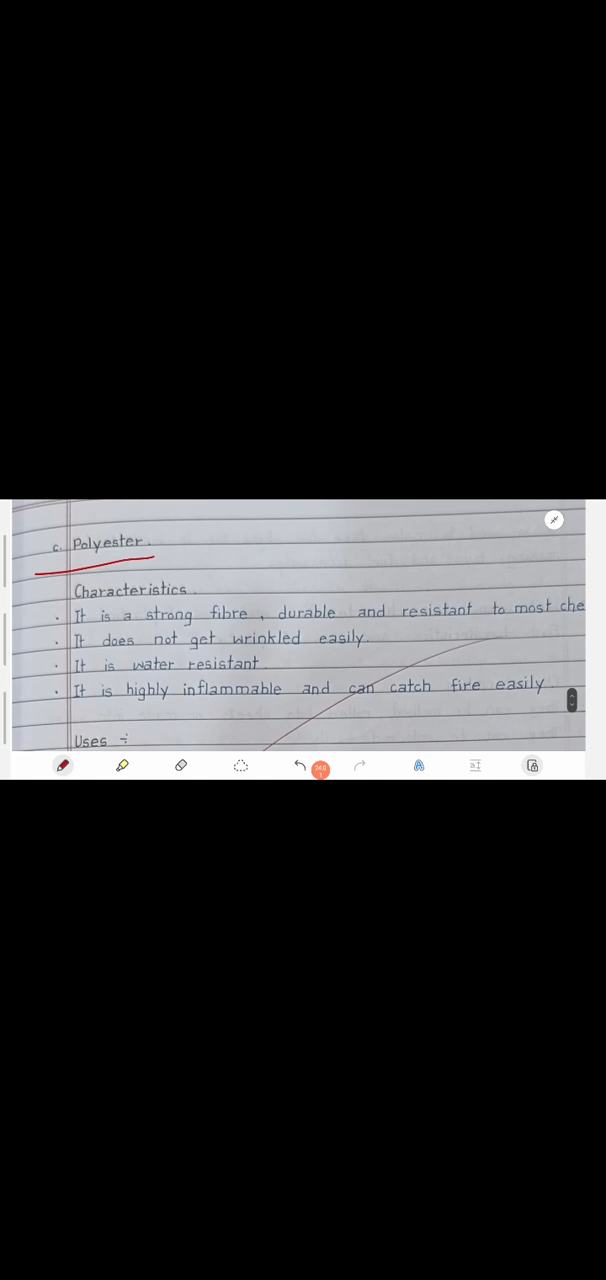 c. Polyester.
Characteristics.
. It is a strong fibre, durable and resistant to most che
. It does not get wrinkled easily.
. It is water resistant.
. It is highly inflammable and can catch fire easily.
Uses ÷